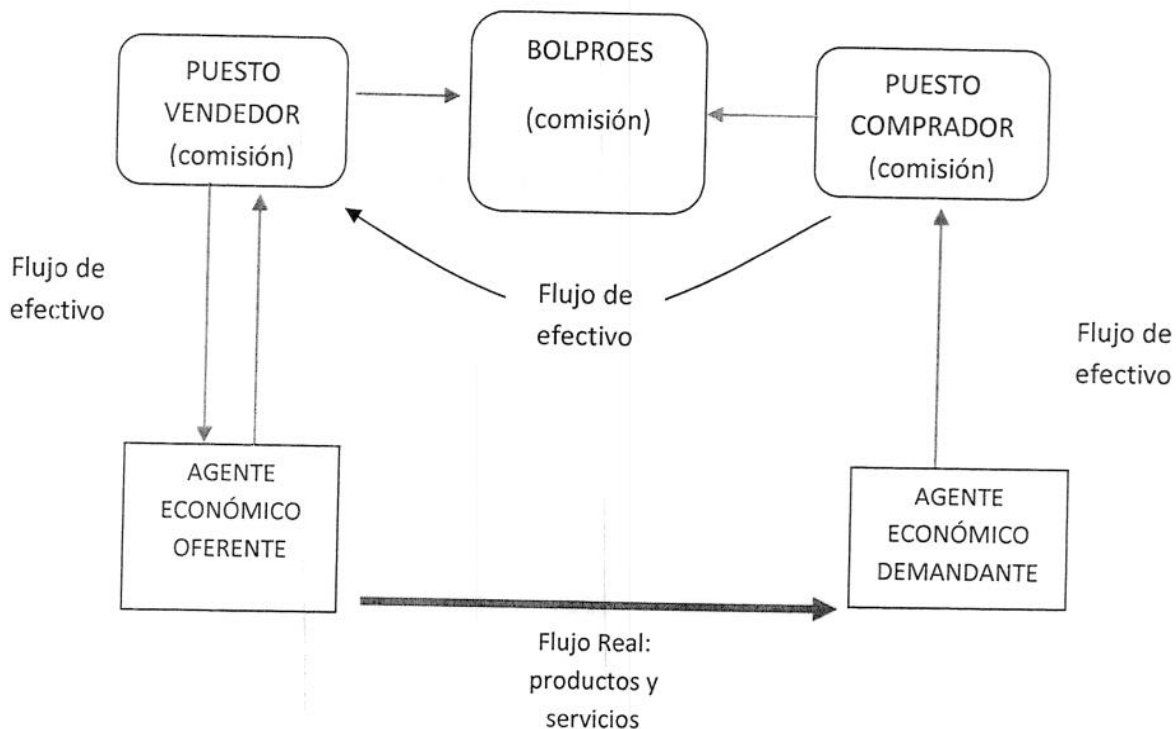 PUESTO
VENDEDOR
(comisión)
BOLPROES
(comisión)
PUESTO
COMPRADOR
(comisión)
Flujo de
efectivo
Flujo de
efectivo
Flujo de
efectivo
AGENTE
ECONÓMICO
OFERENTE
AGENTE
ECONÓMICO
DEMANDANTE
Flujo Real:
productos y
servicios